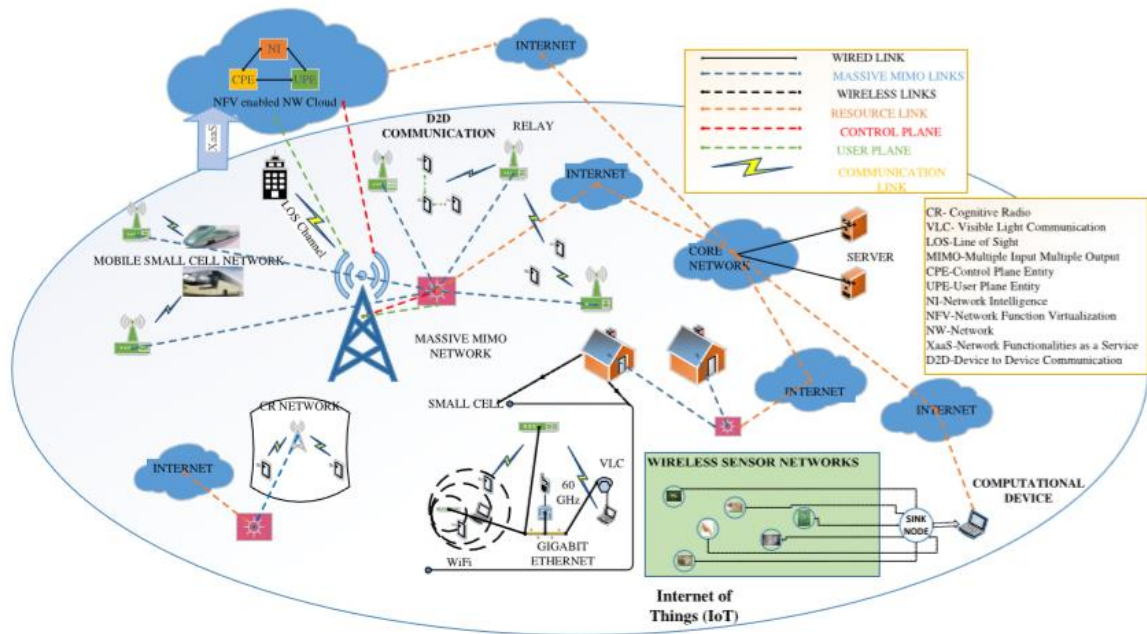 NI
CPE
UPE
NFV enabled NW Cloud
XaaS
INTERNET
WIRED LINK
MASSIVE MIMO LINKS
WIRELESS LINKS
RESOURCE LINK
CONTROL PLANE
USER PLANE
COMMUNICATION
LINK
D2D
COMMUNICATION
RELAY
INTERNET
LOS Channel
MOBILE SMALL CELL NETWORK
CORE
NETWORK
SERVER
CR- Cognitive Radio
VLC- Visible Light Communication
LOS-Line of Sight
MIMO-Multiple Input Multiple Output
CPE-Control Plane Entity
UPE-User Plane Entity
NI-Network Intelligence
NFV-Network Function Virtualization
NW-Network
XaaS-Network Functionalities as a Service
D2D-Device to Device Communication
MASSIVE MIMO
NETWORK
SMALL CELL
INTERNET
INTERNET
CR NETWORK
INTERNET
VLC
60
GHz
WiFi
GIGABIT
ETHERNET
WIRELESS SENSOR NETWORKS
SINK
NODE
COMPUTATIONAL
DEVICE
Internet of
Things (IoT)